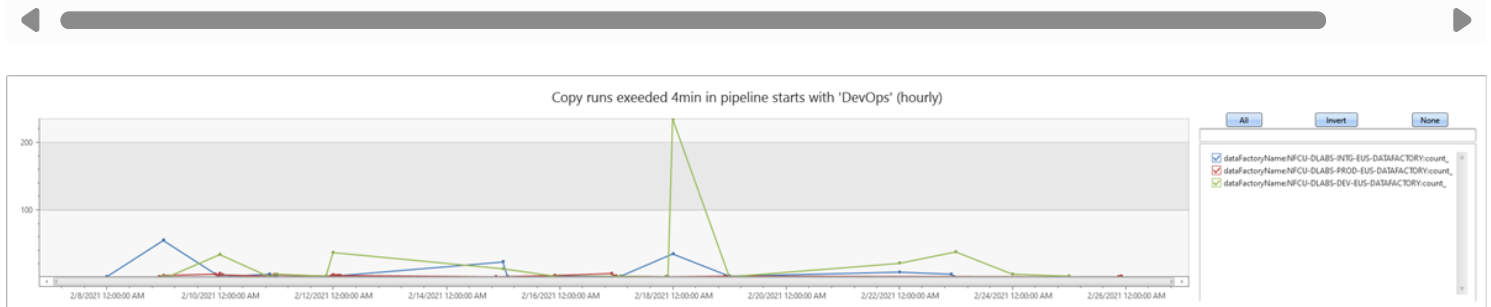 Copy runs exeeded 4min in pipeline starts with 'DevOps' (hourly)
All Invert None
200
100
dataFactoryName:NFCU-DLABS-INTG-EUS-DATAFACTORY:count_
dataFactoryName:NFCU-DLABS-PROD-EUS-DATAFACTORY:count_
dataFactoryName:NFCU-DLABS-DEV-EUS-DATAFACTORY:count_
2/8/2021 12:00:00 AM 2/10/2021 12:00:00 AM 2/12/2021 12:00:00 AM 2/14/2021 12:00:00 AM 2/16/2021 12:00:00 AM 2/18/2021 12:00:00 AM 2/20/2021 12:00:00 AM 2/22/2021 12:00:00 AM 2/24/2021 12:00:00 AM 2/26/2021 12:00:00 AM